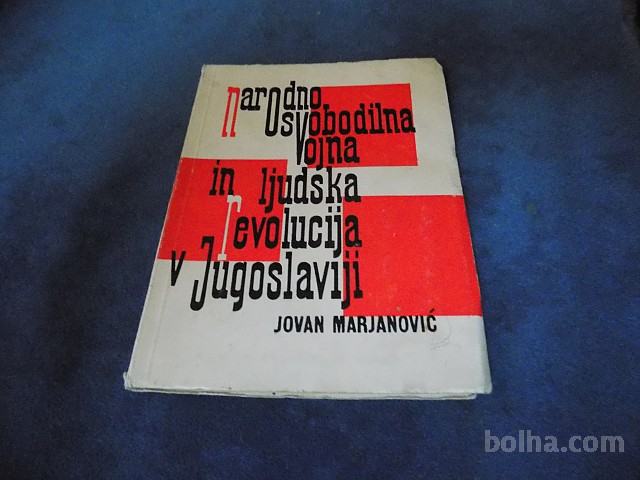 narodno
osvobodilna
vojna
in ljudska
revolucija
v Jugoslaviji
JOVAN MARJANOVIĆ
bolha.com